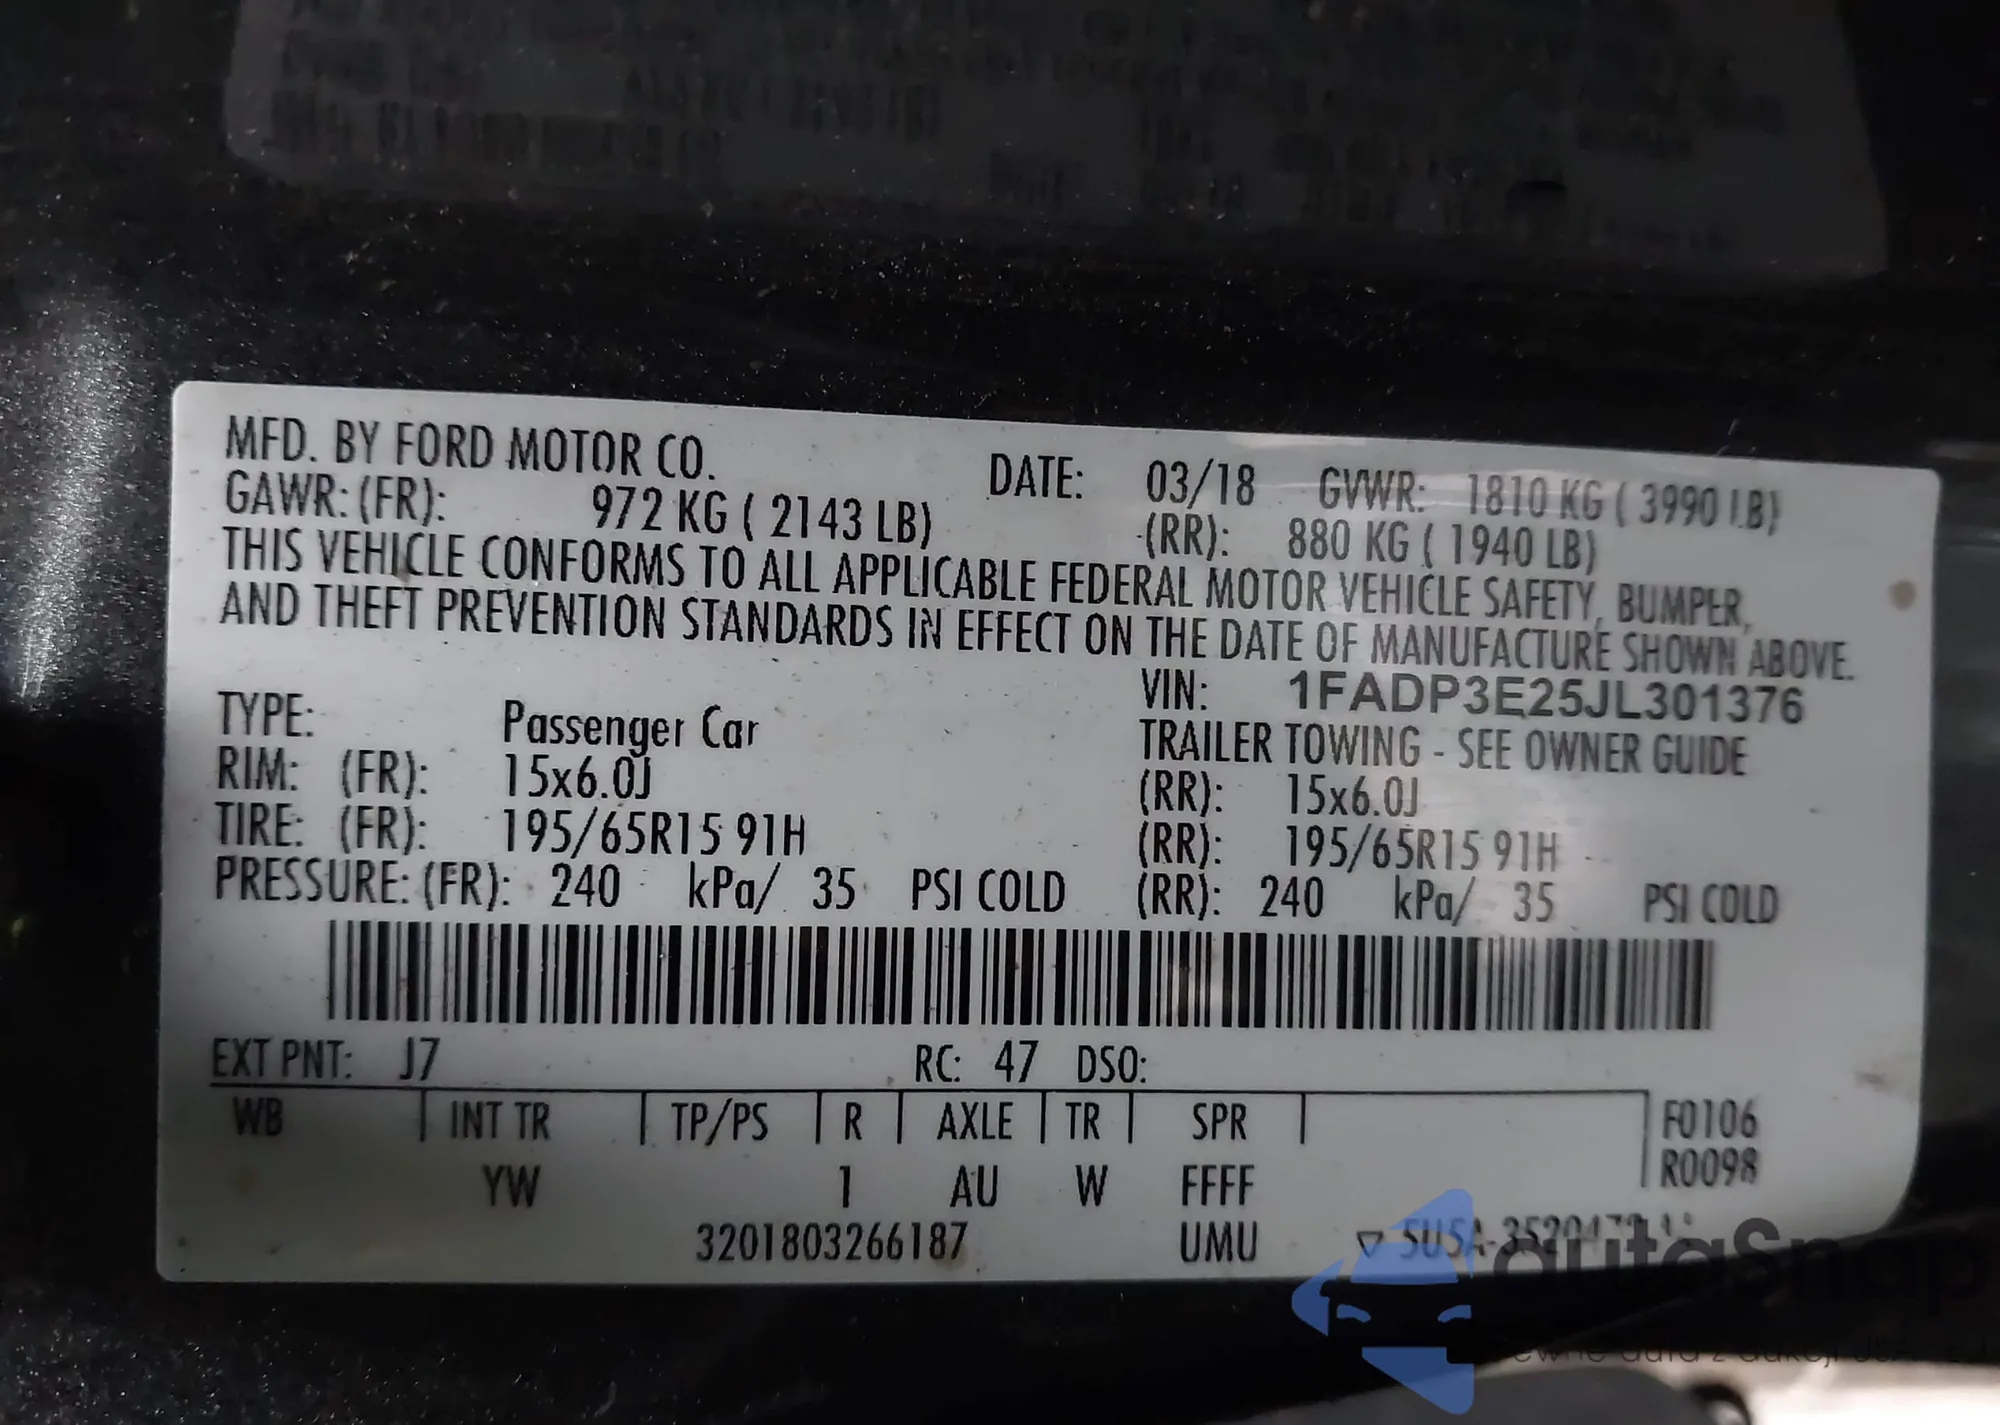 MFD. BY FORD MOTOR CO. DATE: 03/18 GVWR: 1810 KG ( 3990 LB)
GAWR: (FR): 972 KG ( 2143 LB) (RR): 880 KG ( 1940 LB)
THIS VEHICLE CONFORMS TO ALL APPLICABLE FEDERAL MOTOR VEHICLE SAFETY, BUMPER,
AND THEFT PREVENTION STANDARDS IN EFFECT ON THE DATE OF MANUFACTURE SHOWN ABOVE.
VIN: 1FADP3E25JL301376
TYPE: Passenger Car TRAILER TOWING - SEE OWNER GUIDE
RIM: (FR): 15x6.0J (RR): 15x6.0J
TIRE: (FR): 195/65R15 91H (RR): 195/65R15 91H
PRESSURE: (FR): 240 kPa/ 35 PSI COLD (RR): 240 kPa/ 35 PSI COLD
EXT PNT: J7 RC: 47 DSO:
WB INT TR TP/PS R AXLE TR SPR F0106
R0098
YW 1 AU W FFFF
3201803266187 UMU
autasnap